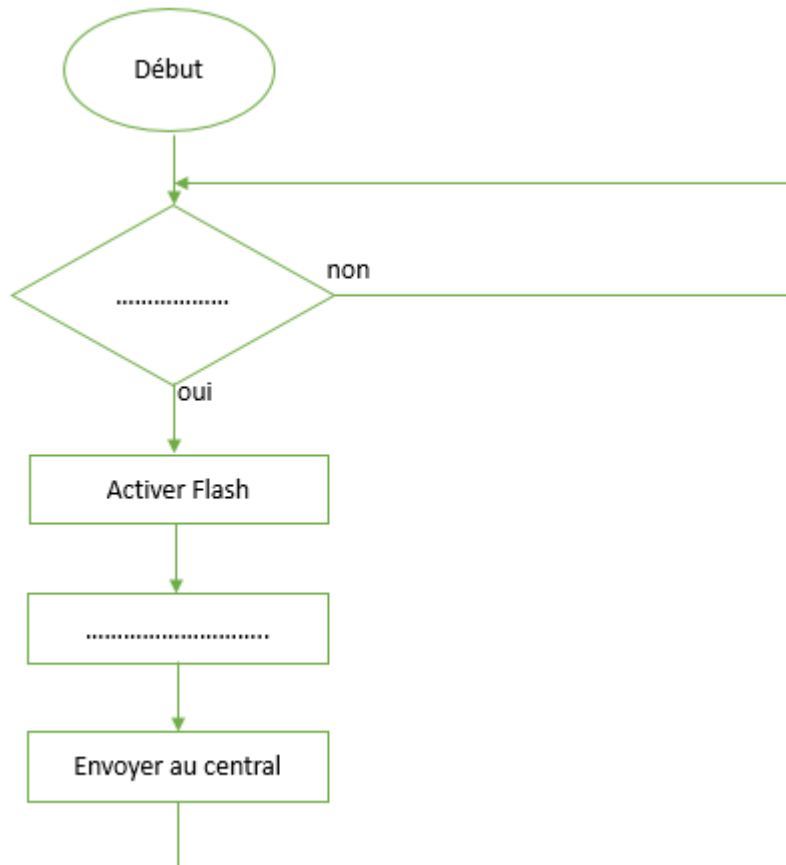 Début
non
………………
oui
Activer Flash
………………………..
Envoyer au central